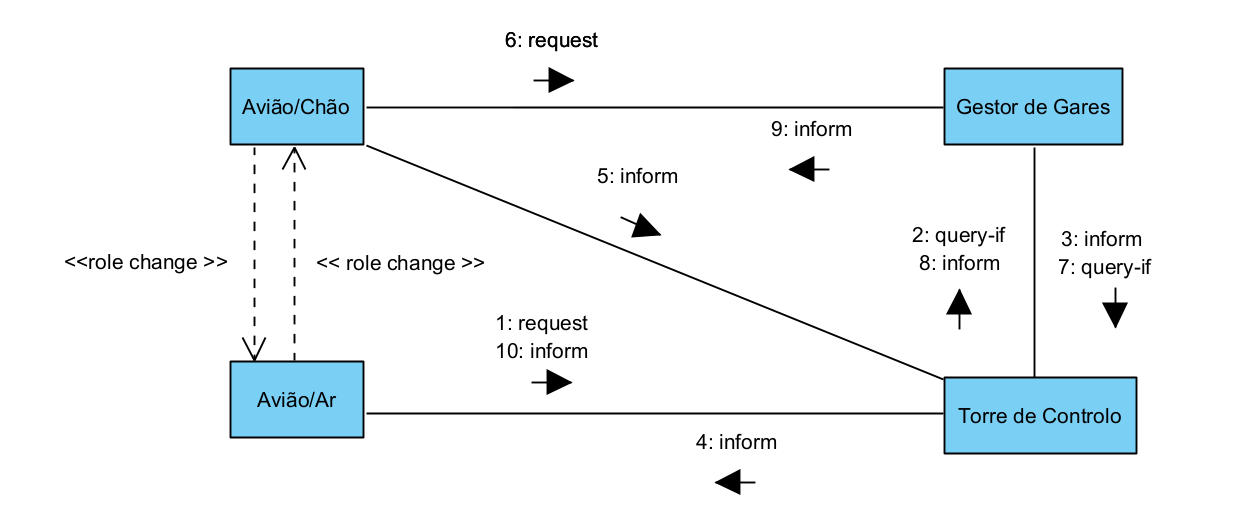 6: request
Avião/Chão
Gestor de Gares
9: inform
5: inform
2: query-if
8: inform
3: inform
7: query-if
<<role change >>
<< role change >>
1: request
10: inform
Avião/Ar
Torre de Controlo
4: inform